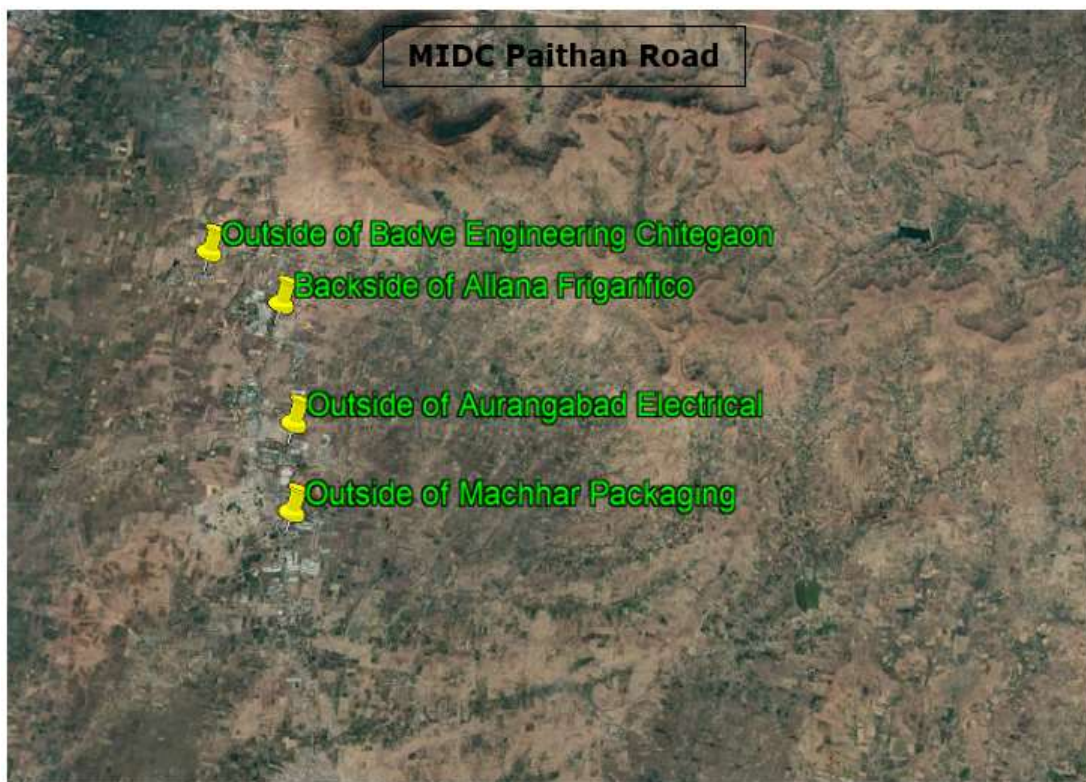 MIDC Paithan Road
Outside of Badve Engineering Chitegaon
Backside of Allana Frigarifico
Outside of Aurangabad Electrical
Outside of Machhar Packaging